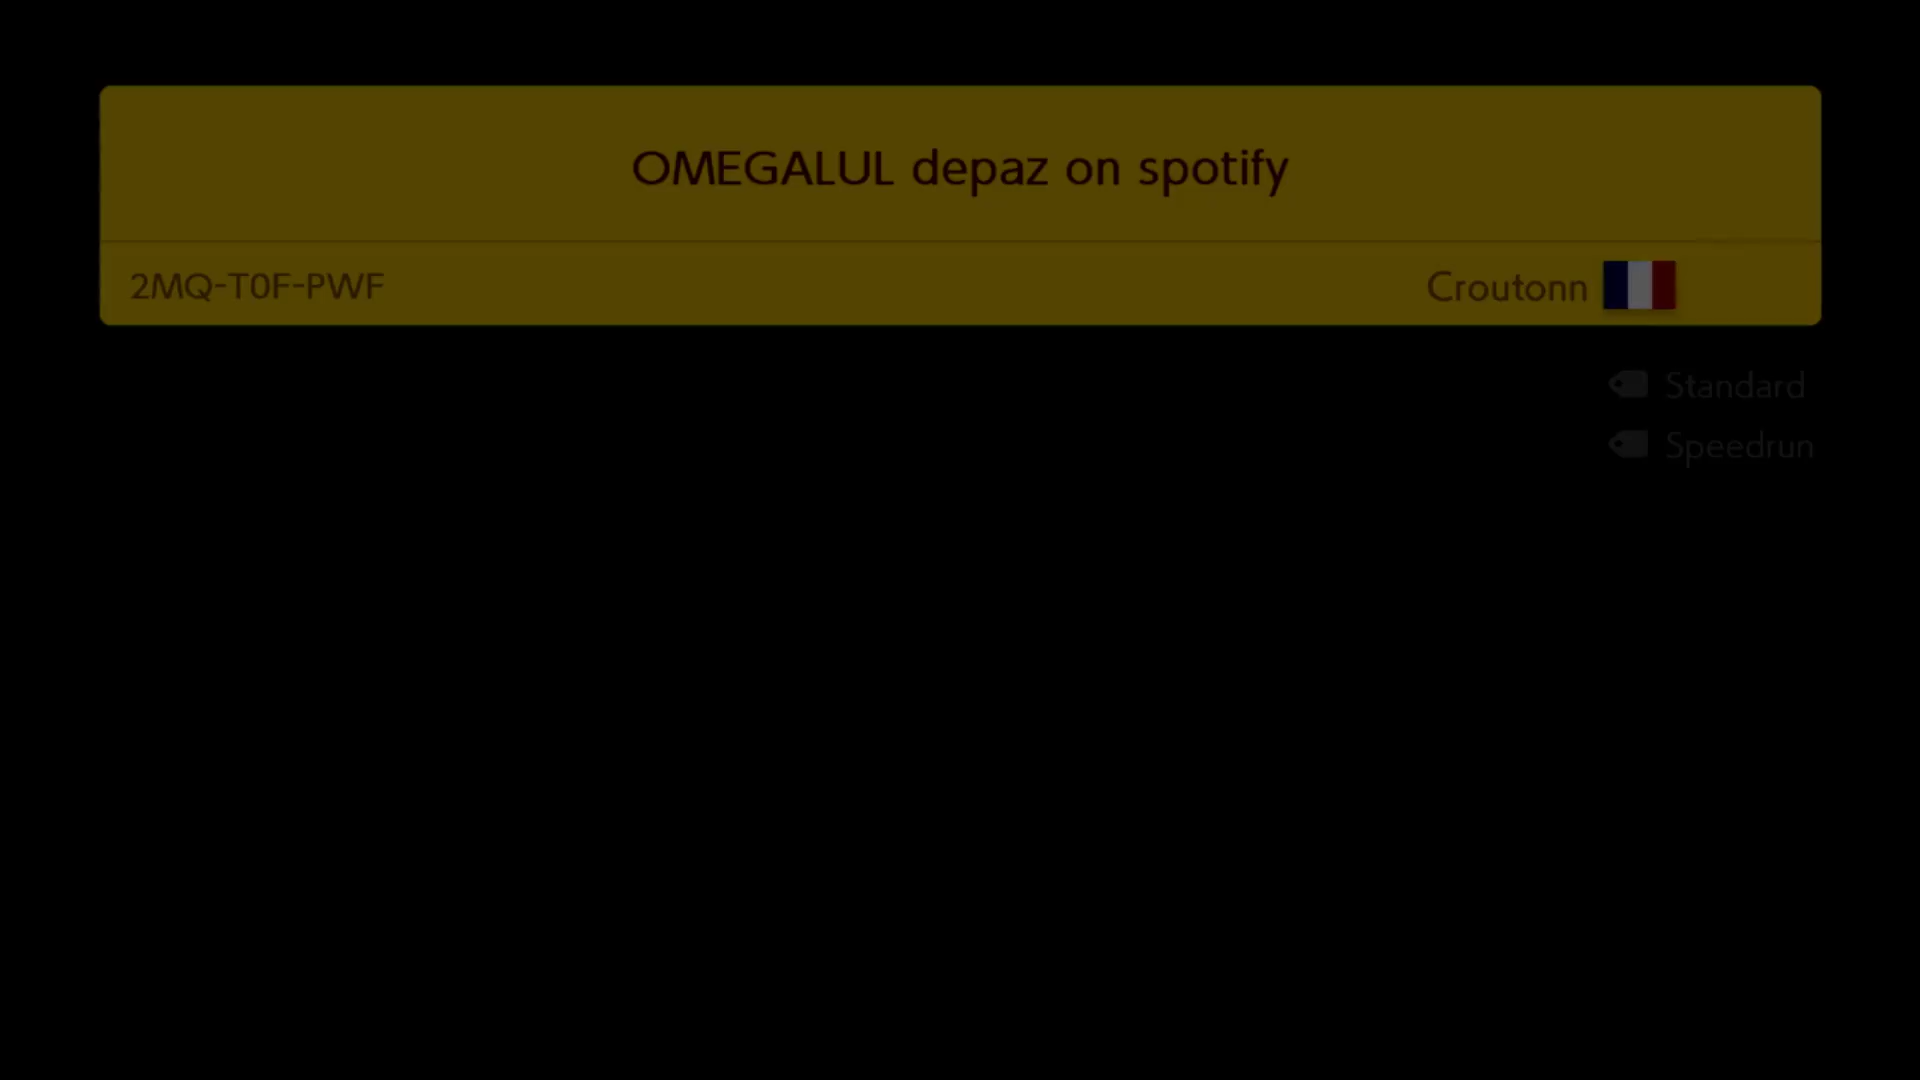 OMEGALUL depaz on spotify
2MQ-T0F-PWF
Croutonn
Standard
Speedrun